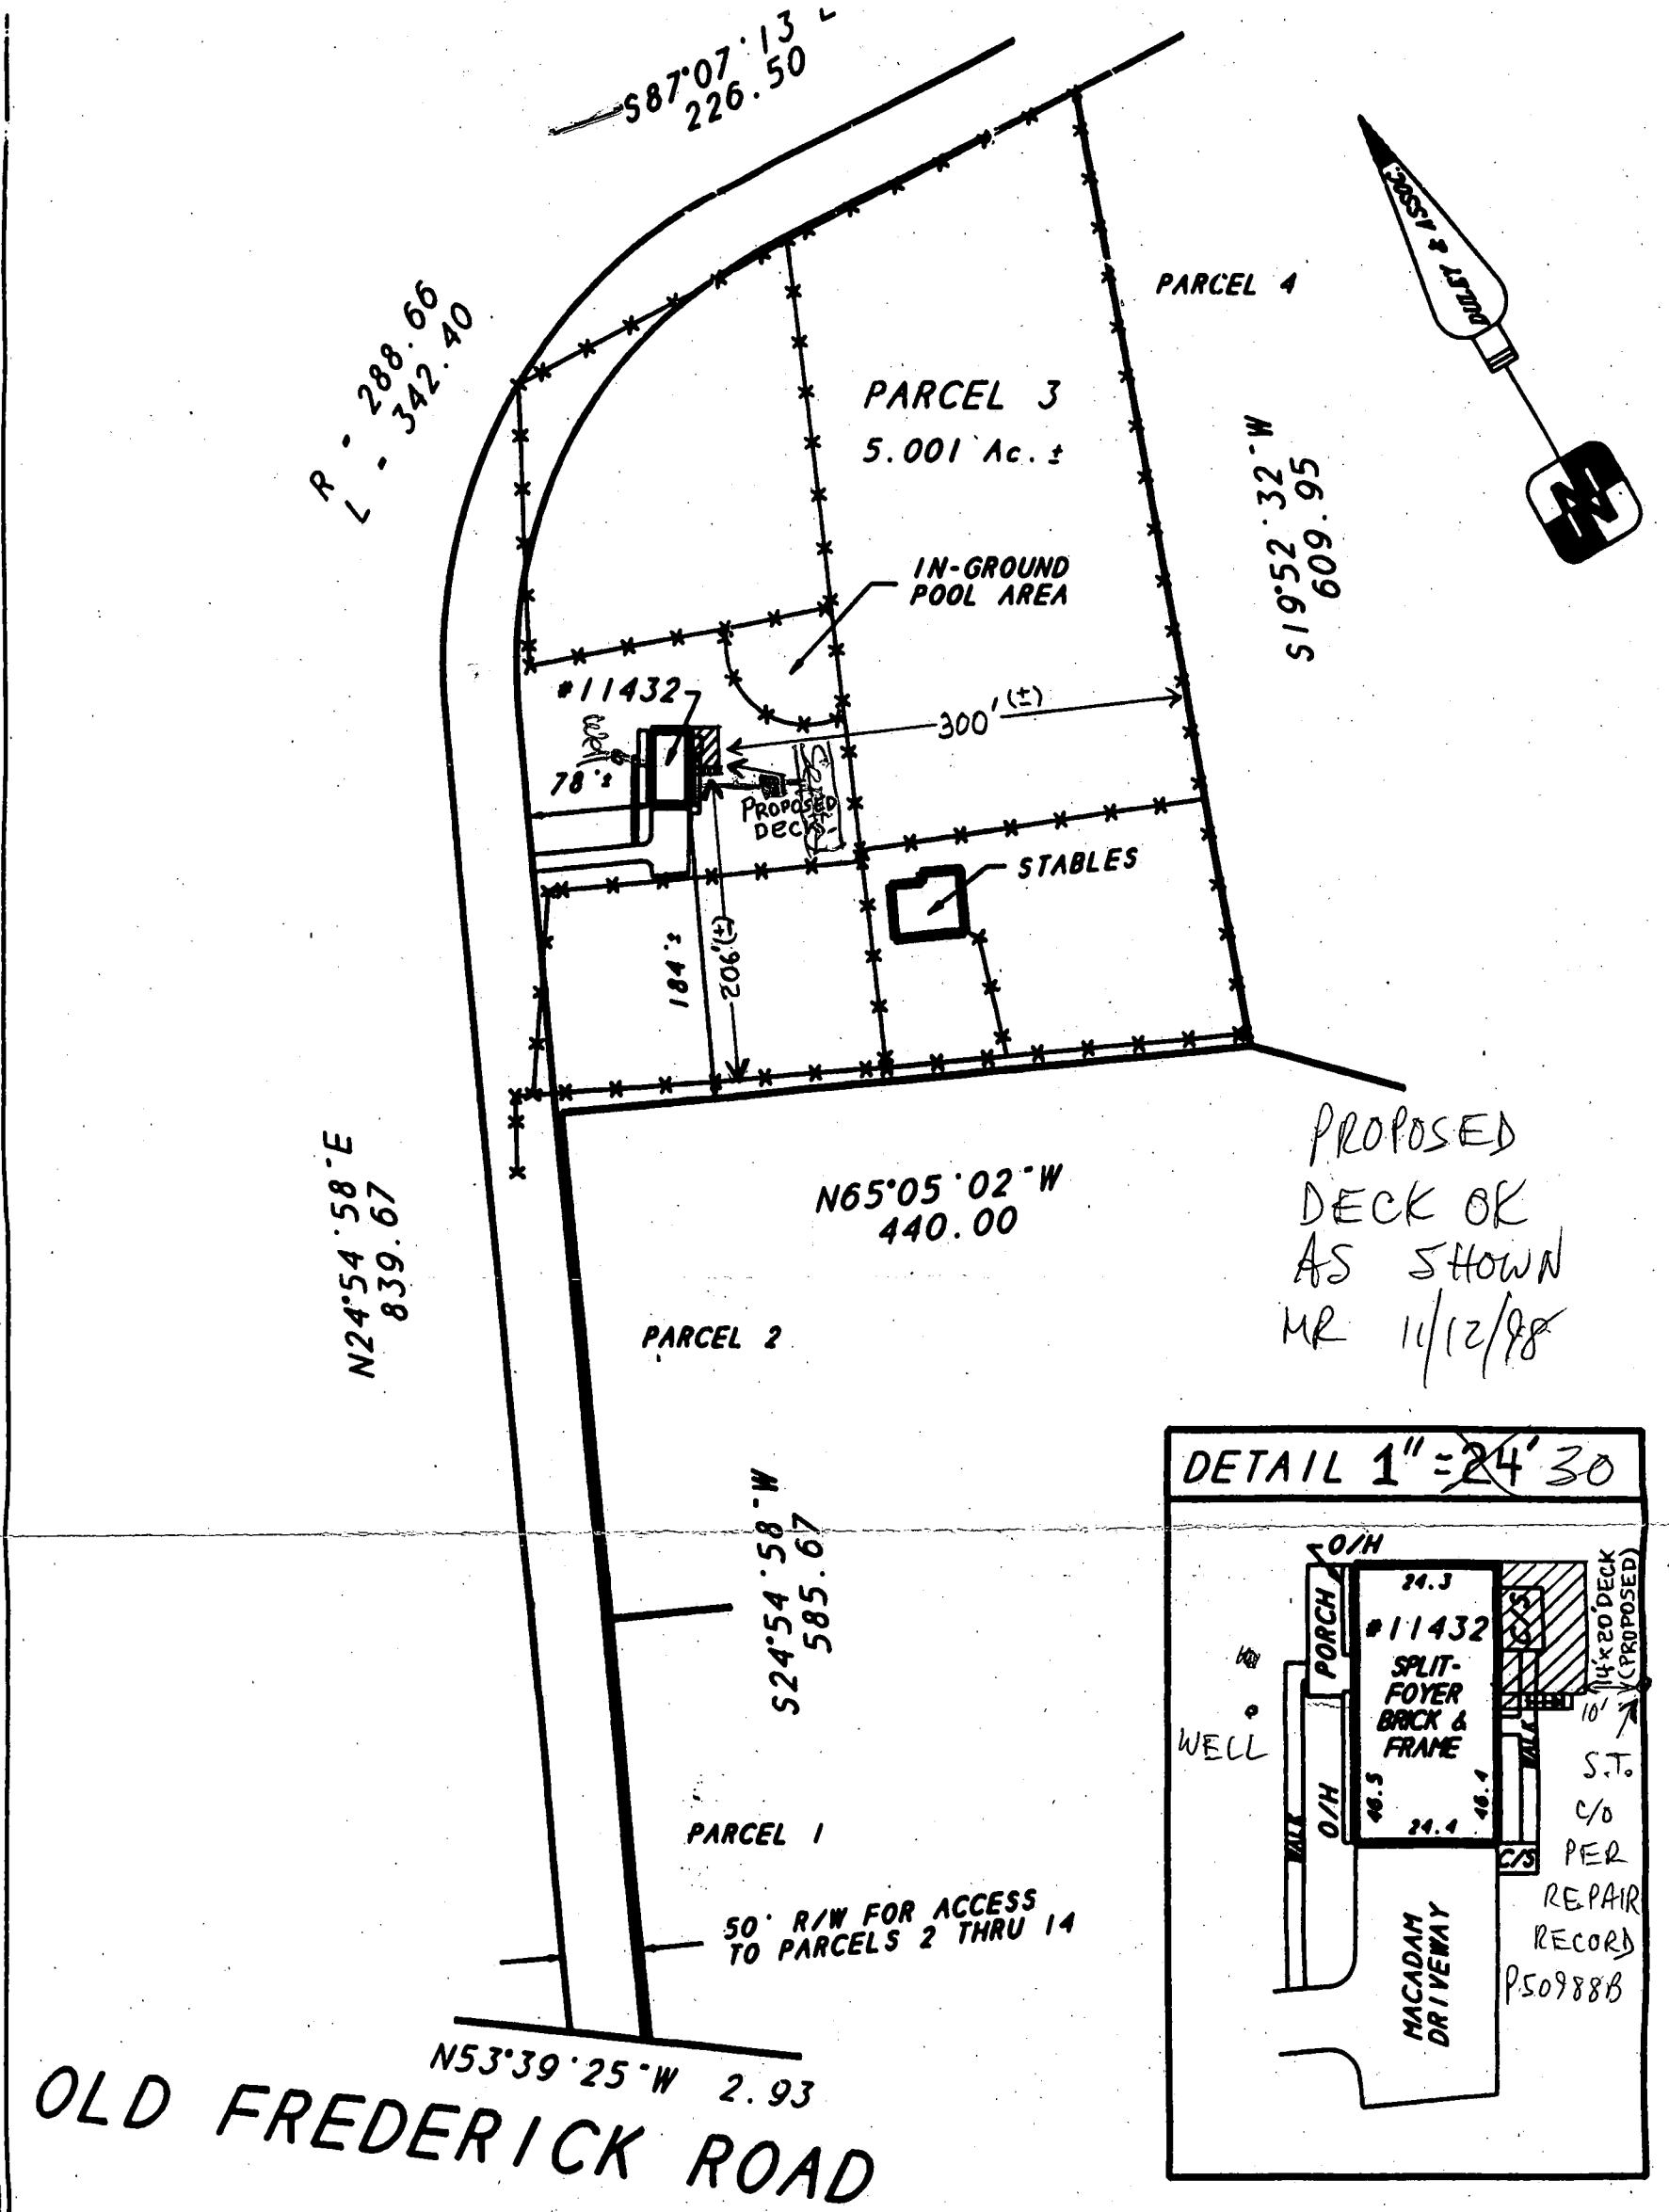 S87°07'13"
226.50
R = 288.66
L = 342.40
DULEY & ASSOC.
N
PARCEL 4
PARCEL 3
5.001 Ac. ±
S19°52'32"W
609.95
IN-GROUND
POOL AREA
#11432
300' (±)
Well
78'±
PROPOSED
DECK
STABLES
184'±
206'(±)
N65°05'02"W
440.00
PROPOSED
DECK OK
AS SHOWN
MR 11/12/98
N24°54'58"E
839.67
PARCEL 2
S24°54'58"W
585.67
PARCEL 1
50' R/W FOR ACCESS
TO PARCELS 2 THRU 14
N53°39'25"W 2.93
OLD FREDERICK ROAD
DETAIL 1"=24' 30
O/H
24.3
PORCH
#11432
SPLIT-
FOYER
BRICK &
FRAME
C/S
14x20' DECK
(PROPOSED)
WELL
10'
WALK
S.T.
C/O
PER
REPAIR
RECORD
P50988B
O/H
46.5
46.4
24.4
WALK
C/S
MACADAM
DRIVEWAY